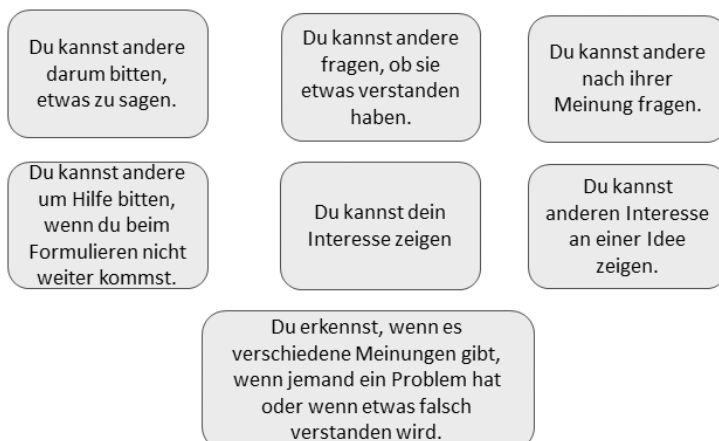 Du kannst andere
darum bitten,
etwas zu sagen.
Du kannst andere
fragen, ob sie
etwas verstanden
haben.
Du kannst andere
nach ihrer
Meinung fragen.
Du kannst andere
um Hilfe bitten,
wenn du beim
Formulieren nicht
weiter kommst.
Du kannst dein
Interesse zeigen
Du kannst
anderen Interesse
an einer Idee
zeigen.
Du erkennst, wenn es
verschiedene Meinungen gibt,
wenn jemand ein Problem hat
oder wenn etwas falsch
verstanden wird.